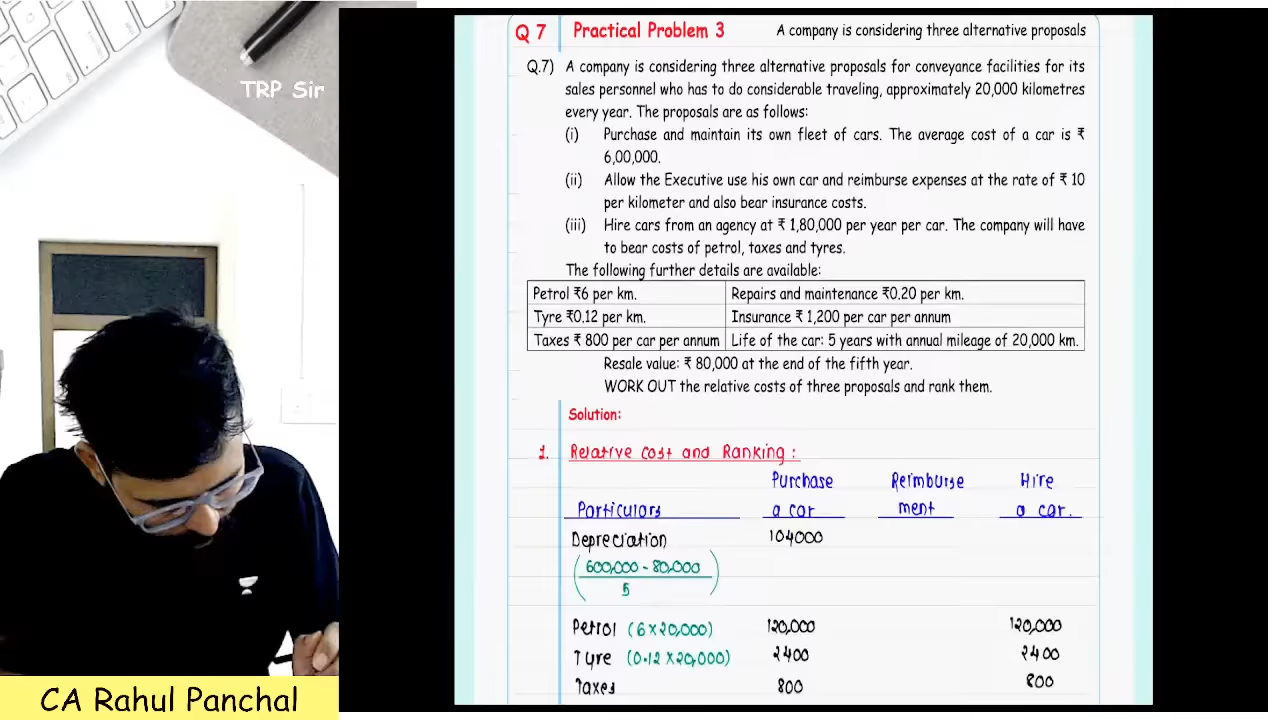 TRP Sir
CA Rahul Panchal
Q 7 Practical Problem 3 A company is considering three alternative proposals
Q.7) A company is considering three alternative proposals for conveyance facilities for its
sales personnel who has to do considerable traveling, approximately 20,000 kilometres
every year. The proposals are as follows:
(i) Purchase and maintain its own fleet of cars. The average cost of a car is ₹
6,00,000.
(ii) Allow the Executive use his own car and reimburse expenses at the rate of ₹ 10
per kilometer and also bear insurance costs.
(iii) Hire cars from an agency at ₹ 1,80,000 per year per car. The company will have
to bear costs of petrol, taxes and tyres.
The following further details are available:
Petrol ₹6 per km. Repairs and maintenance ₹0.20 per km.
Tyre ₹0.12 per km. Insurance ₹ 1,200 per car per annum
Taxes ₹ 800 per car per annum Life of the car: 5 years with annual mileage of 20,000 km.
Resale value: ₹ 80,000 at the end of the fifth year.
WORK OUT the relative costs of three proposals and rank them.
Solution:
1. Relative cost and Ranking :
Purchase Reimburse Hire
Particulars a car ment a car.
Depreciation 104000
(600,000 - 80,000
5)
Petrol (6 x 20,000) 120,000 120,000
Tyre (0.12 x 20,000) 2400 2400
Taxes 800 800